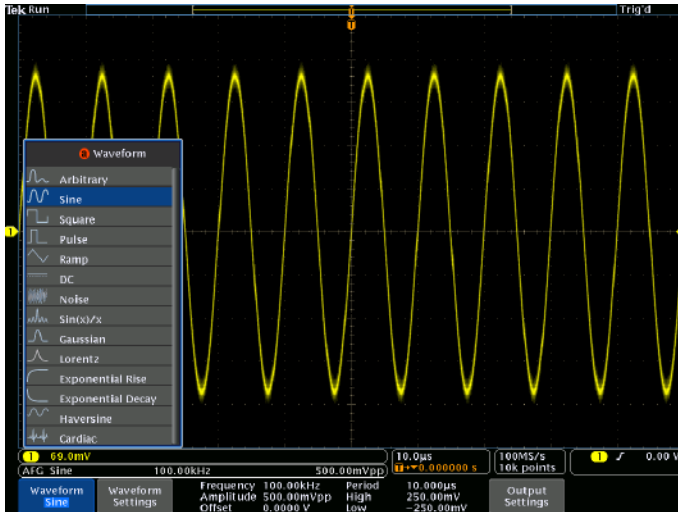 Tek Run Trig'd
T
T
a Waveform
Arbitrary
Sine
Square
Pulse
Ramp
DC
Noise
Sin(x)/x
Gaussian
Lorentz
Exponential Rise
Exponential Decay
Haversine
Cardiac
1
1 69.0mV 10.0µs 100MS/s 1 0.00 V
T 0.000000 s 10k points
AFG Sine 100.00kHz 500.00mVpp
Waveform Sine
Waveform Settings
Frequency 100.00kHz Period 10.000µs
Amplitude 500.00mVpp High 250.00mV
Offset 0.0000 V Low -250.00mV
Output Settings